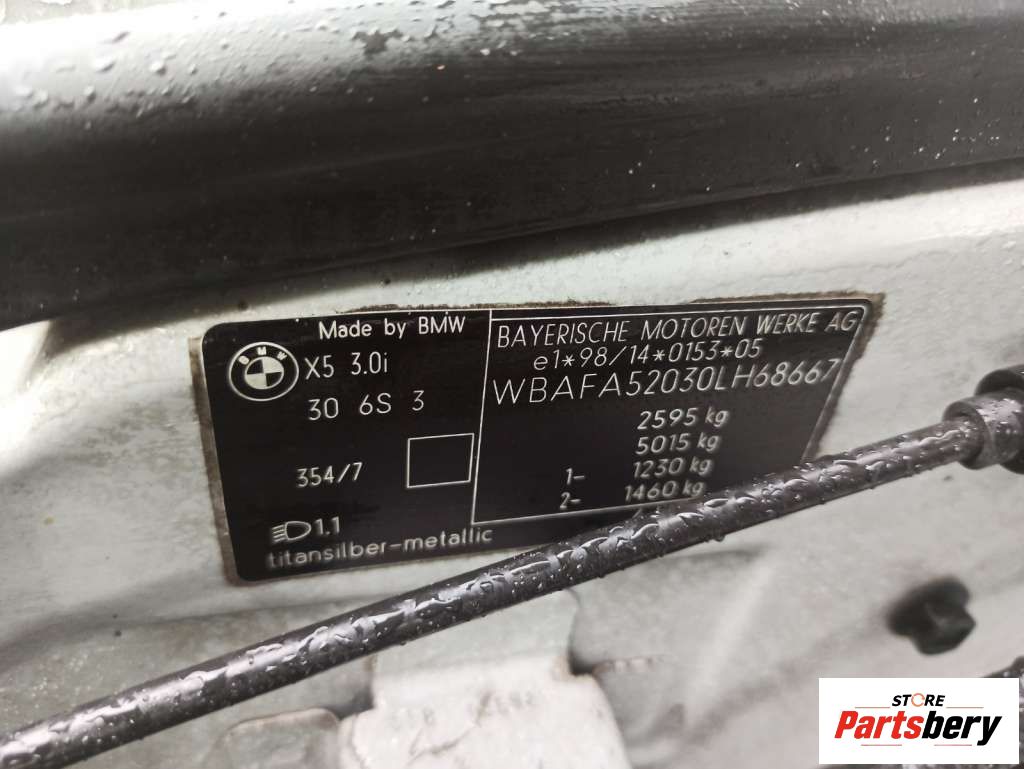 Made by BMW
BMW
X5 3.0i
30 6S 3
354/7
1.1
titansilber-metallic
BAYERISCHE MOTOREN WERKE AG
e1*98/14*0153*05
WBAFA52030LH68667
2595 kg
5015 kg
1- 1230 kg
2- 1460 kg
STORE
Partsbery